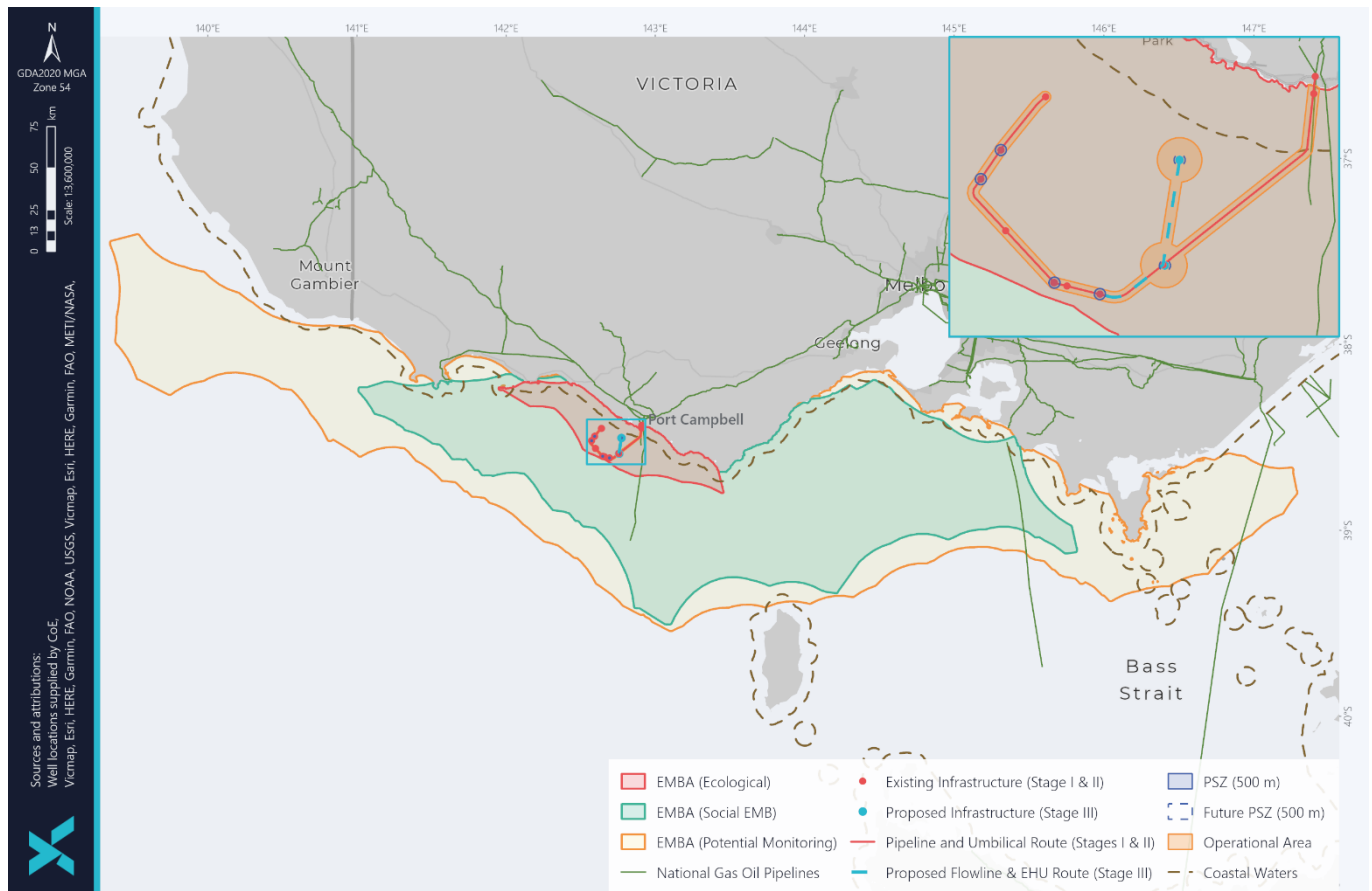 N
GDA2020 MGA
Zone 54
km
75
50
25
13
0
Scale: 1:3,600,000
Sources and attributions:
Well locations supplied by CoE,
Vicmap, Esri, HERE, Garmin, FAO, NOAA, USGS, Vicmap, Esri, HERE, Garmin, FAO, METI/NASA,
140°E
141°E
142°E
143°E
144°E
145°E
146°E
147°E
37°S
38°S
39°S
40°S
VICTORIA
Park
Mount
Gambier
Melbo
Geelong
Port Campbell
Bass
Strait
EMBA (Ecological)
EMBA (Social EMB)
EMBA (Potential Monitoring)
National Gas Oil Pipelines
Existing Infrastructure (Stage I & II)
Proposed Infrastructure (Stage III)
Pipeline and Umbilical Route (Stages I & II)
Proposed Flowline & EHU Route (Stage III)
PSZ (500 m)
Future PSZ (500 m)
Operational Area
Coastal Waters